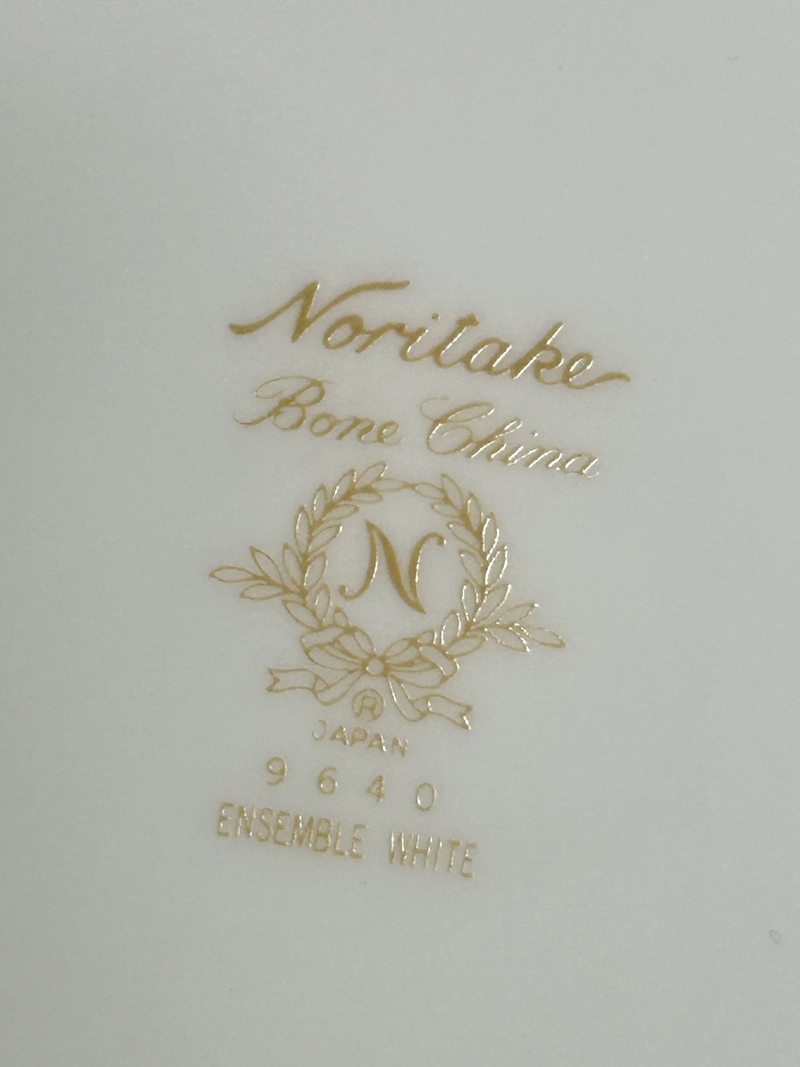 Noritake
Bone China
N
®
JAPAN
9640
ENSEMBLE WHITE